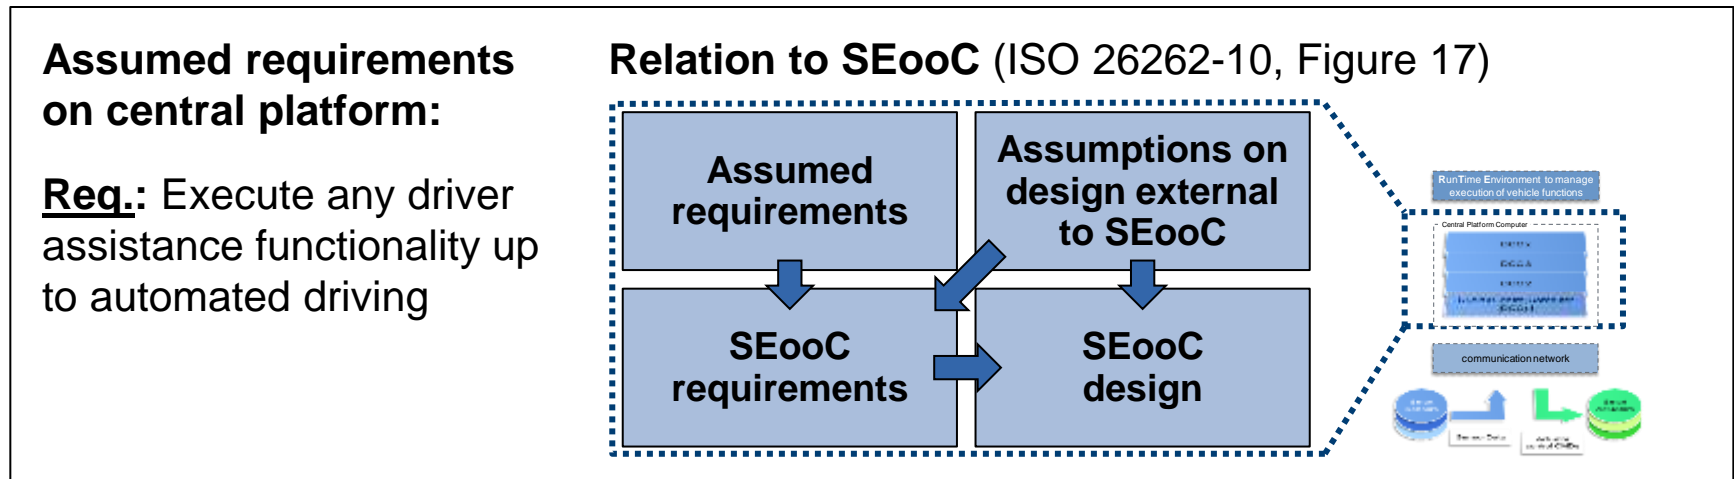 Assumed requirements
on central platform:
Req.: Execute any driver
assistance functionality up
to automated driving
Relation to SEooC (ISO 26262-10, Figure 17)
Assumed
requirements
Assumptions on
design external
to SEooC
SEooC
requirements
SEooC
design
RunTime Environment to manage
execution of vehicle functions
Central Platform Computer
communication network
Sensor Data